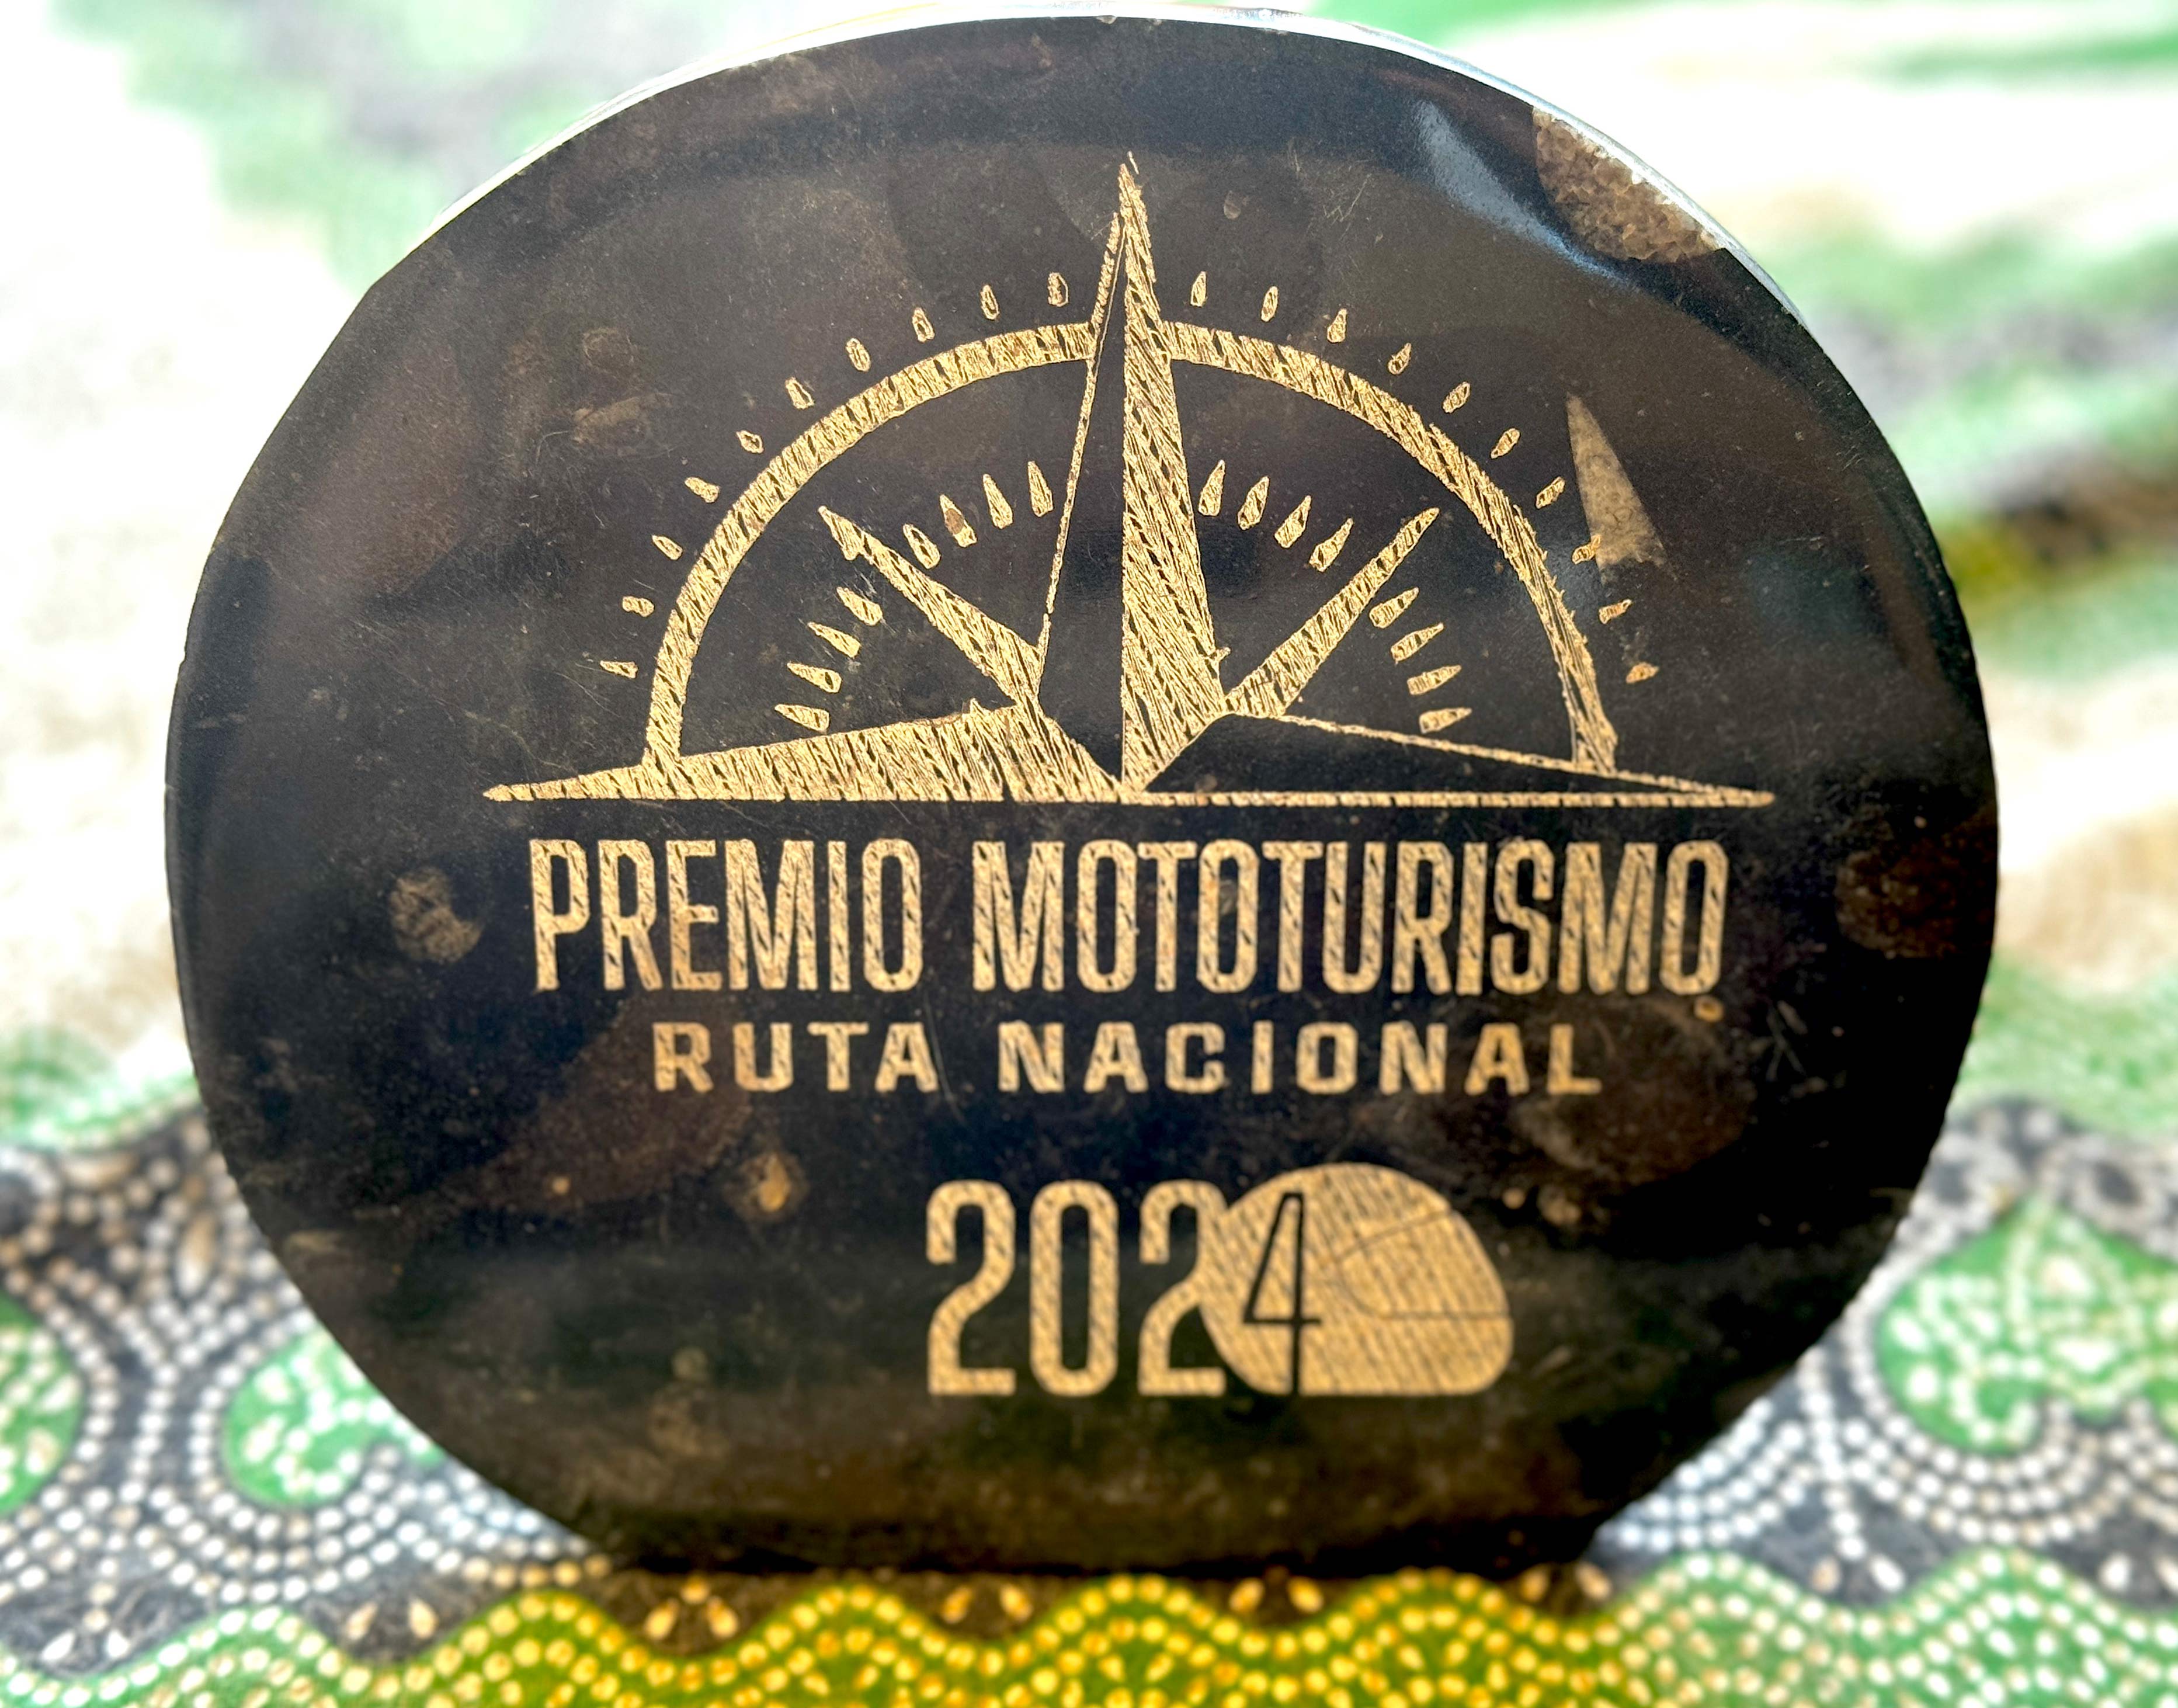 PREMIO MOTOTURISMO
RUTA NACIONAL
2024